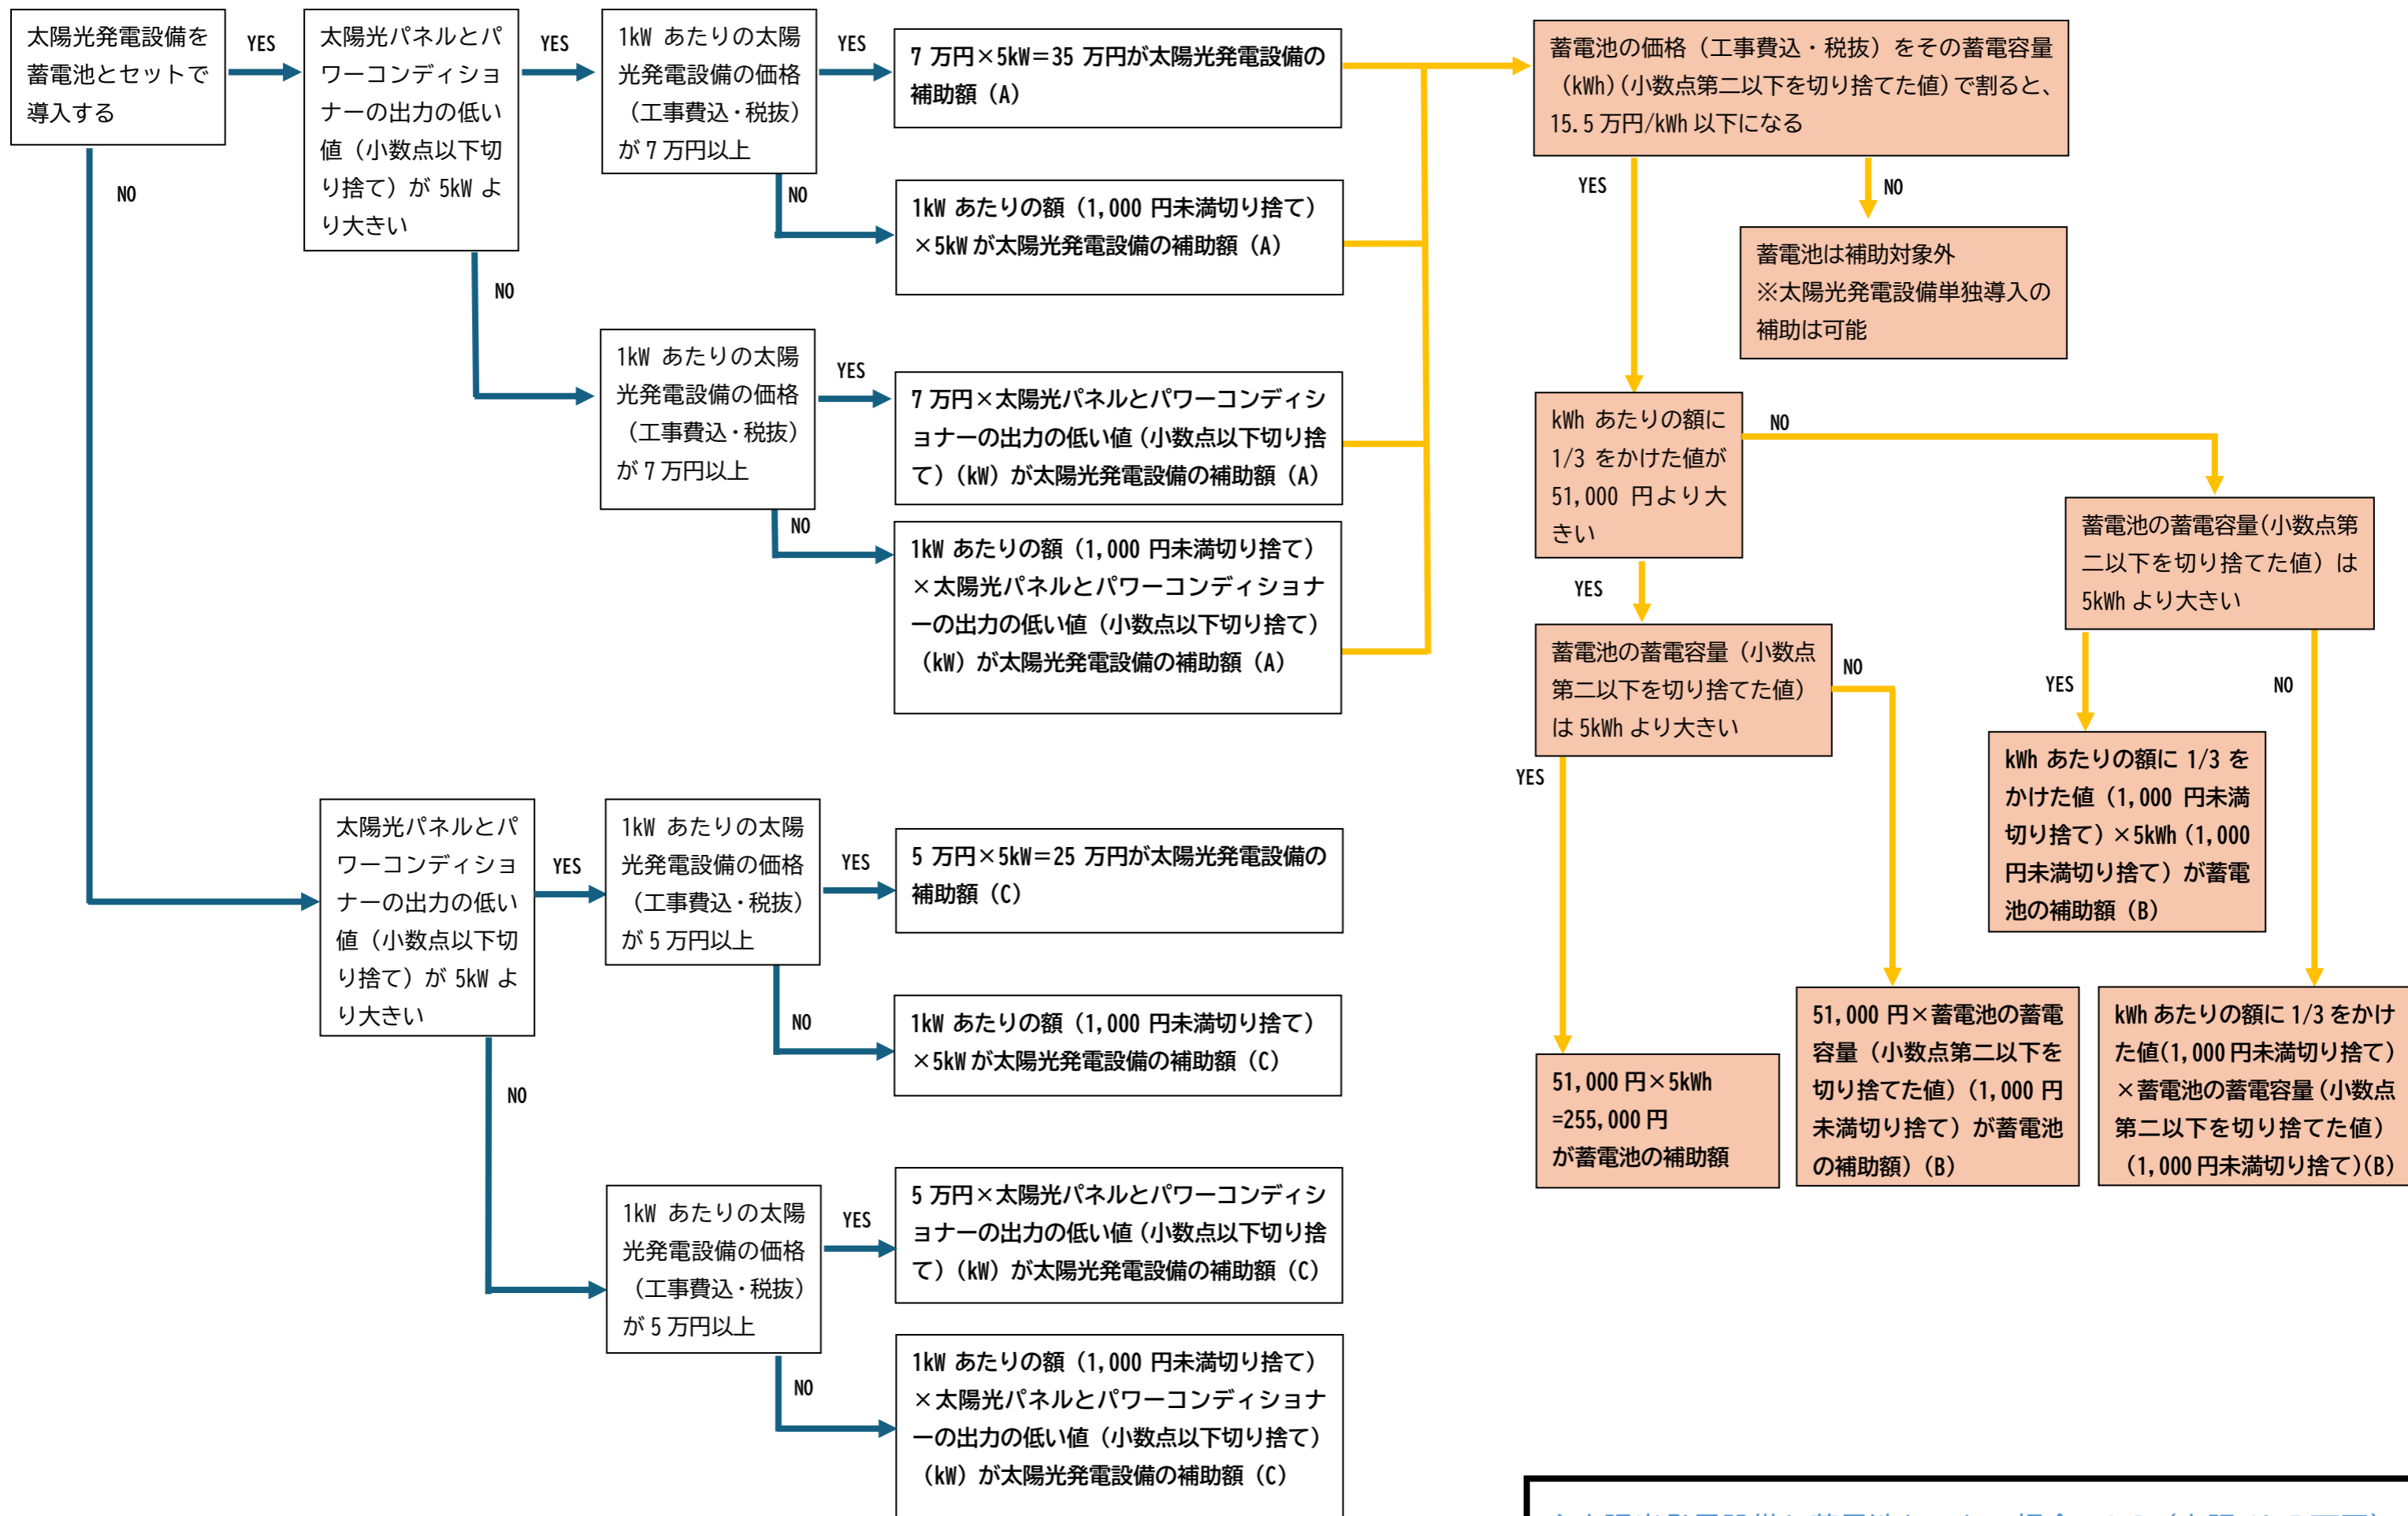 太陽光発電設備を
蓄電池とセットで
導入する
YES
NO
太陽光パネルとパ
ワーコンディショ
ナーの出力の低い
値（小数点以下切
り捨て）が 5kW よ
り大きい
YES
NO
1kW あたりの太陽
光発電設備の価格
（工事費込・税抜）
が 7 万円以上
YES
NO
7 万円×5kW＝35 万円が太陽光発電設備の
補助額（A）
1kW あたりの額（1,000 円未満切り捨て）
×5kW が太陽光発電設備の補助額（A）
1kW あたりの太陽
光発電設備の価格
（工事費込・税抜）
が 7 万円以上
YES
NO
7 万円×太陽光パネルとパワーコンディシ
ョナーの出力の低い値（小数点以下切り捨
て）（kW）が太陽光発電設備の補助額（A）
1kW あたりの額（1,000 円未満切り捨て）
×太陽光パネルとパワーコンディショナ
ーの出力の低い値（小数点以下切り捨て）
（kW）が太陽光発電設備の補助額（A）
太陽光パネルとパ
ワーコンディショ
ナーの出力の低い
値（小数点以下切
り捨て）が 5kW よ
り大きい
YES
NO
1kW あたりの太陽
光発電設備の価格
（工事費込・税抜）
が 5 万円以上
YES
NO
5 万円×5kW＝25 万円が太陽光発電設備の
補助額（C）
1kW あたりの額（1,000 円未満切り捨て）
×5kW が太陽光発電設備の補助額（C）
1kW あたりの太陽
光発電設備の価格
（工事費込・税抜）
が 5 万円以上
YES
NO
5 万円×太陽光パネルとパワーコンディシ
ョナーの出力の低い値（小数点以下切り捨
て）（kW）が太陽光発電設備の補助額（C）
1kW あたりの額（1,000 円未満切り捨て）
×太陽光パネルとパワーコンディショナ
ーの出力の低い値（小数点以下切り捨て）
（kW）が太陽光発電設備の補助額（C）
蓄電池の価格（工事費込・税抜）をその蓄電容量
（kWh）（小数点第二以下を切り捨てた値）で割ると、
15.5 万円/kWh 以下になる
YES
NO
蓄電池は補助対象外
※太陽光発電設備単独導入の
補助は可能
kWh あたりの額に
1/3 をかけた値が
51,000 円より大
きい
NO
YES
蓄電池の蓄電容量（小数点第
二以下を切り捨てた値）は
5kWh より大きい
YES
NO
蓄電池の蓄電容量（小数点
第二以下を切り捨てた値）
は 5kWh より大きい
NO
YES
kWh あたりの額に 1/3 を
かけた値（1,000 円未満
切り捨て）×5kWh（1,000
円未満切り捨て）が蓄電
池の補助額（B）
51,000 円×5kWh
=255,000 円
が蓄電池の補助額
51,000 円×蓄電池の蓄電
容量（小数点第二以下を
切り捨てた値）（1,000 円
未満切り捨て）が蓄電池
の補助額）（B）
kWh あたりの額に 1/3 をかけ
た値（1,000 円未満切り捨て）
×蓄電池の蓄電容量（小数点
第二以下を切り捨てた値）
（1,000 円未満切り捨て）（B）